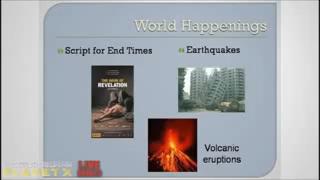 World Happenings
Script for End Times
Earthquakes
REVELATION
Volcanic
eruptions
PLANET X